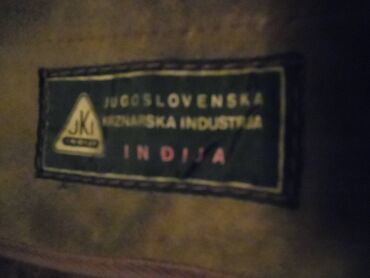 JUGOSLOVENSKA
KRZNARSKA INDUSTRIJA
JKI
INDIJA